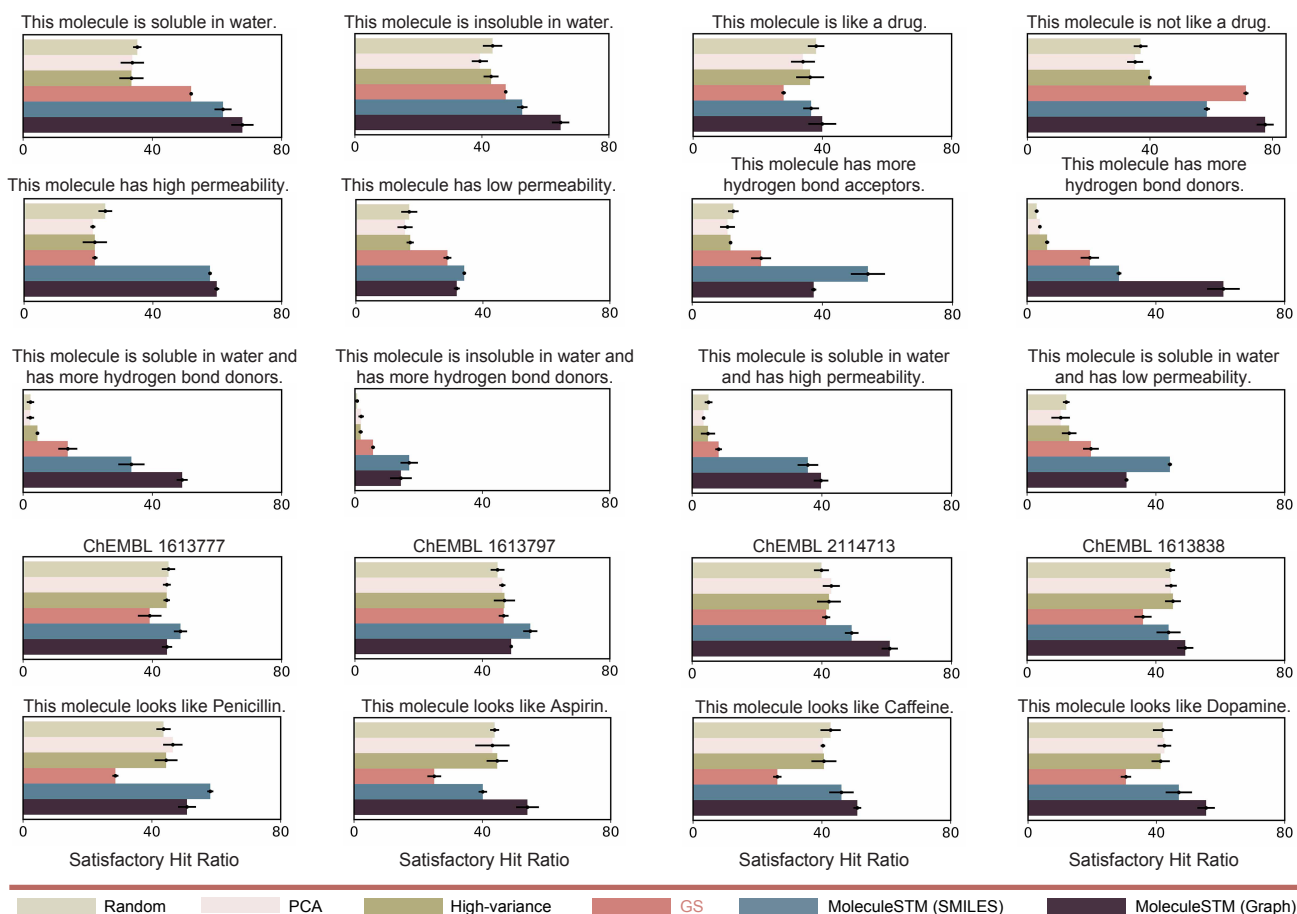 This molecule is soluble in water.
This molecule is insoluble in water.
This molecule is like a drug.
This molecule is not like a drug.
0 40 80
0 40 80
0 40 80
0 40 80
This molecule has high permeability.
This molecule has low permeability.
This molecule has more
hydrogen bond acceptors.
This molecule has more
hydrogen bond donors.
0 40 80
0 40 80
0 40 80
0 40 80
This molecule is soluble in water and
has more hydrogen bond donors.
This molecule is insoluble in water and
has more hydrogen bond donors.
This molecule is soluble in water
and has high permeability.
This molecule is soluble in water
and has low permeability.
0 40 80
0 40 80
0 40 80
0 40 80
ChEMBL 1613777
ChEMBL 1613797
ChEMBL 2114713
ChEMBL 1613838
0 40 80
0 40 80
0 40 80
0 40 80
This molecule looks like Penicillin.
This molecule looks like Aspirin.
This molecule looks like Caffeine.
This molecule looks like Dopamine.
0 40 80
0 40 80
0 40 80
0 40 80
Satisfactory Hit Ratio
Satisfactory Hit Ratio
Satisfactory Hit Ratio
Satisfactory Hit Ratio
Random PCA High-variance GS MoleculeSTM (SMILES) MoleculeSTM (Graph)